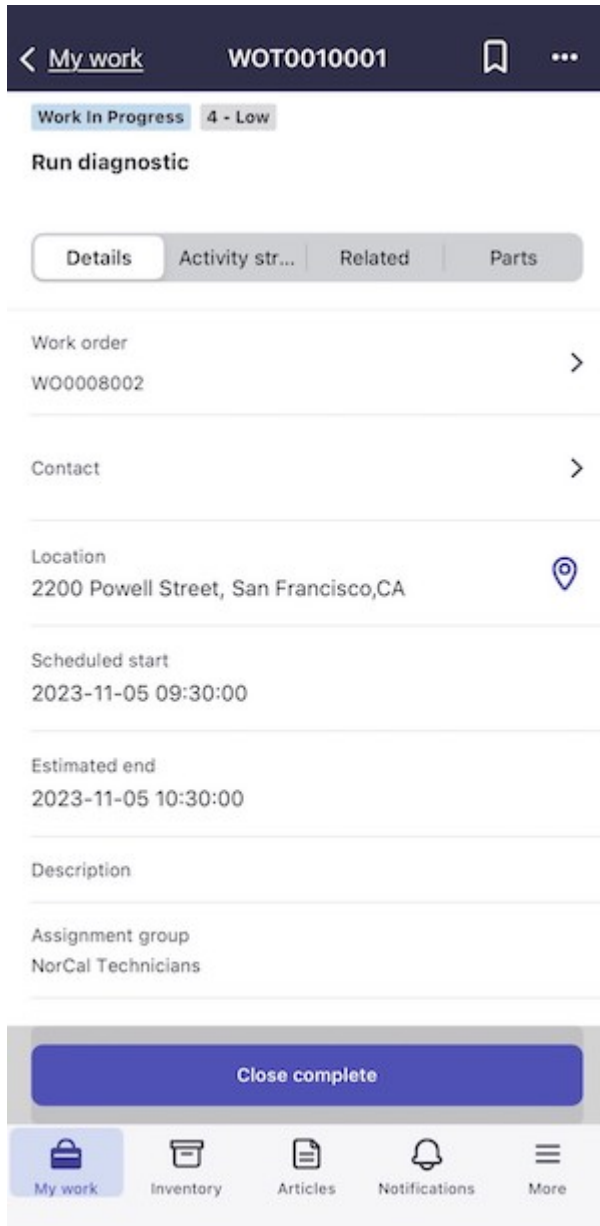 My work WOT0010001
Work In Progress 4 - Low
Run diagnostic
Details Activity str... Related Parts
Work order
WO0008002
Contact
Location
2200 Powell Street, San Francisco,CA
Scheduled start
2023-11-05 09:30:00
Estimated end
2023-11-05 10:30:00
Description
Assignment group
NorCal Technicians
Close complete
My work Inventory Articles Notifications More